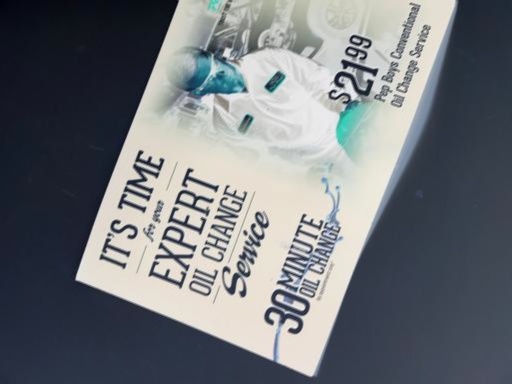 IT'S TIME
for your
EXPERT
OIL CHANGE
Service
30 MINUTE
OIL CHANGE
$21.99
Pep Boys Conventional
Oil Change Service